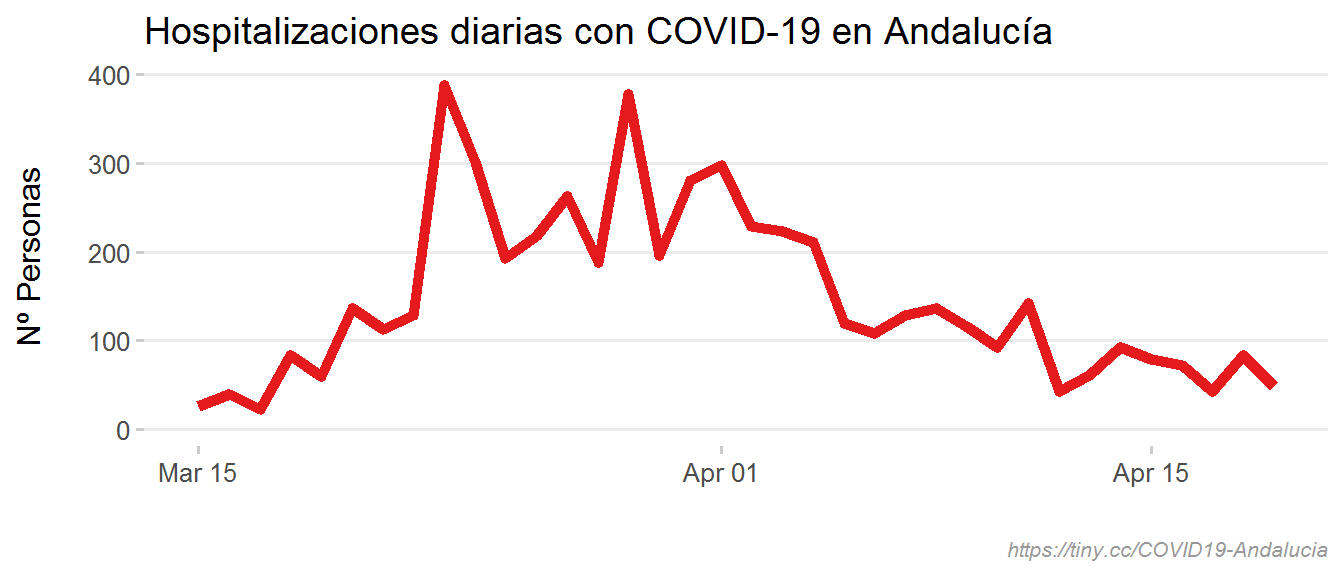 Hospitalizaciones diarias con COVID-19 en Andalucía
Nº Personas
400
300
200
100
0
Mar 15
Apr 01
Apr 15
https://tiny.cc/COVID19-Andalucia